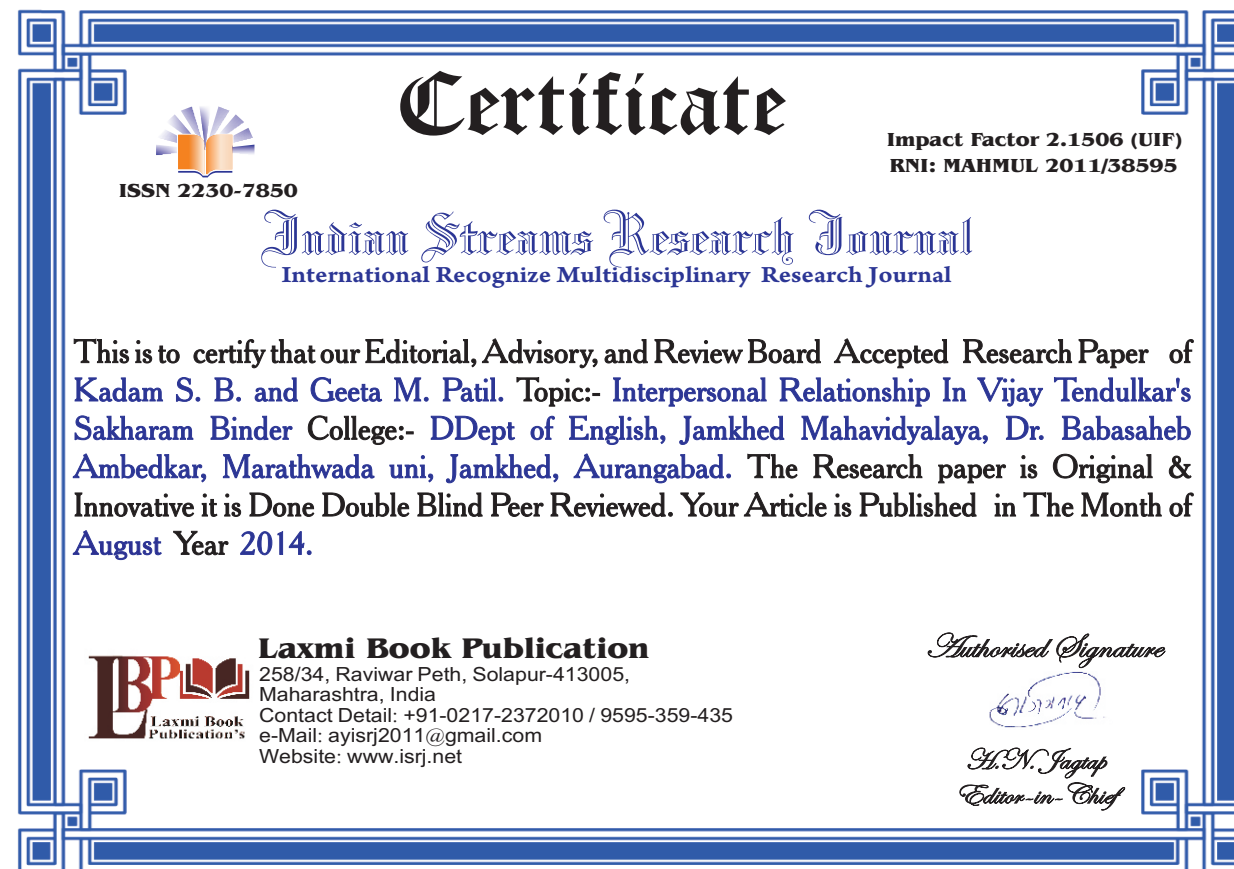 Certificate
Impact Factor 2.1506 (UIF)
RNI: MAHMUL 2011/38595
ISSN 2230-7850
Indian Streams Research Journal
International Recognize Multidisciplinary Research Journal
This is to certify that our Editorial, Advisory, and Review Board Accepted Research Paper of
Kadam S. B. and Geeta M. Patil. Topic:- Interpersonal Relationship In Vijay Tendulkar's
Sakharam Binder College:- DDept of English, Jamkhed Mahavidyalaya, Dr. Babasaheb
Ambedkar, Marathwada uni, Jamkhed, Aurangabad. The Research paper is Original &
Innovative it is Done Double Blind Peer Reviewed. Your Article is Published in The Month of
August Year 2014.
LBP
Laxmi Book
Publication's
Laxmi Book Publication
258/34, Raviwar Peth, Solapur-413005,
Maharashtra, India
Contact Detail: +91-0217-2372010 / 9595-359-435
e-Mail: ayisrj2011@gmail.com
Website: www.isrj.net
Authorised Signature
H.N. Jagtap
Editor-in-Chief